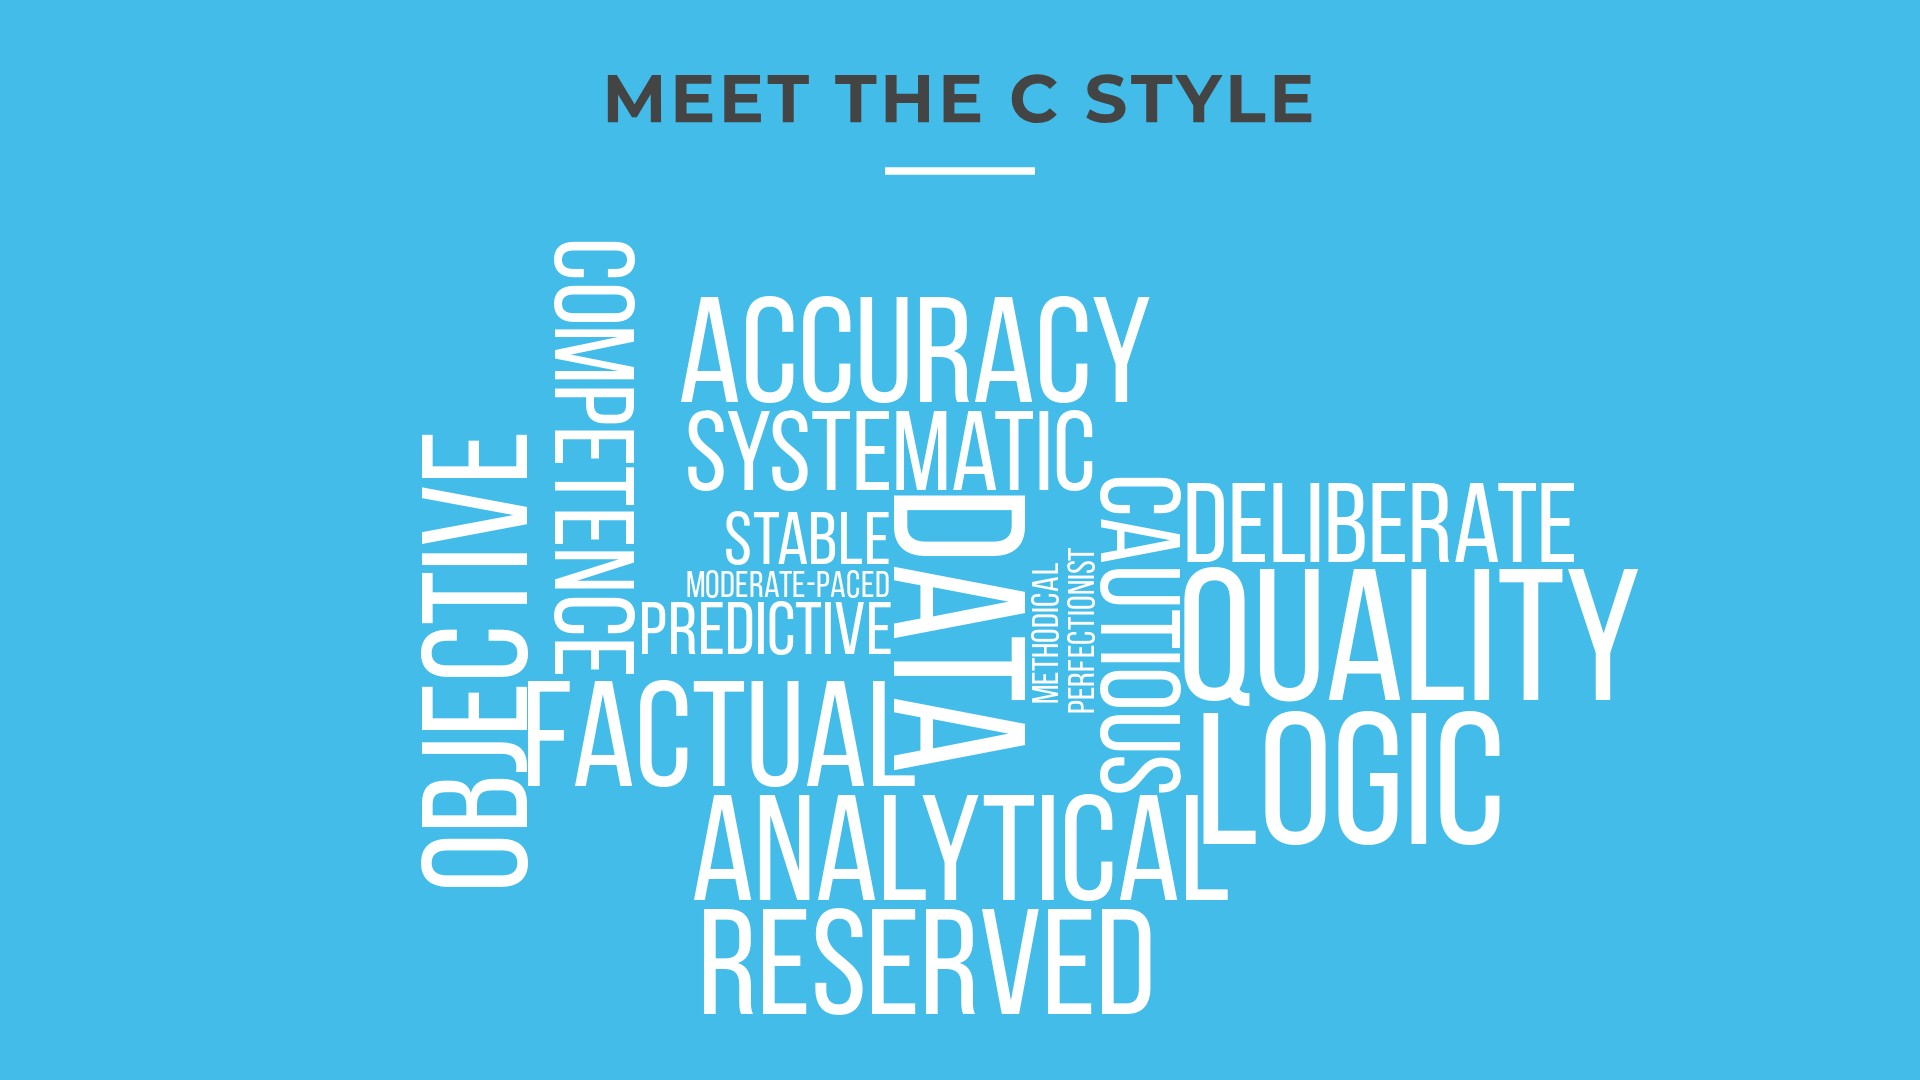 MEET THE C STYLE
COMPETENCE
ACCURACY
SYSTEMATIC
OBJECTIVE
STABLE
MODERATE-PACED
PREDICTIVE
DATA
METHODICAL
PERFECTIONIST
CAUTIOUS
DELIBERATE
QUALITY
FACTUAL
LOGIC
ANALYTICAL
RESERVED